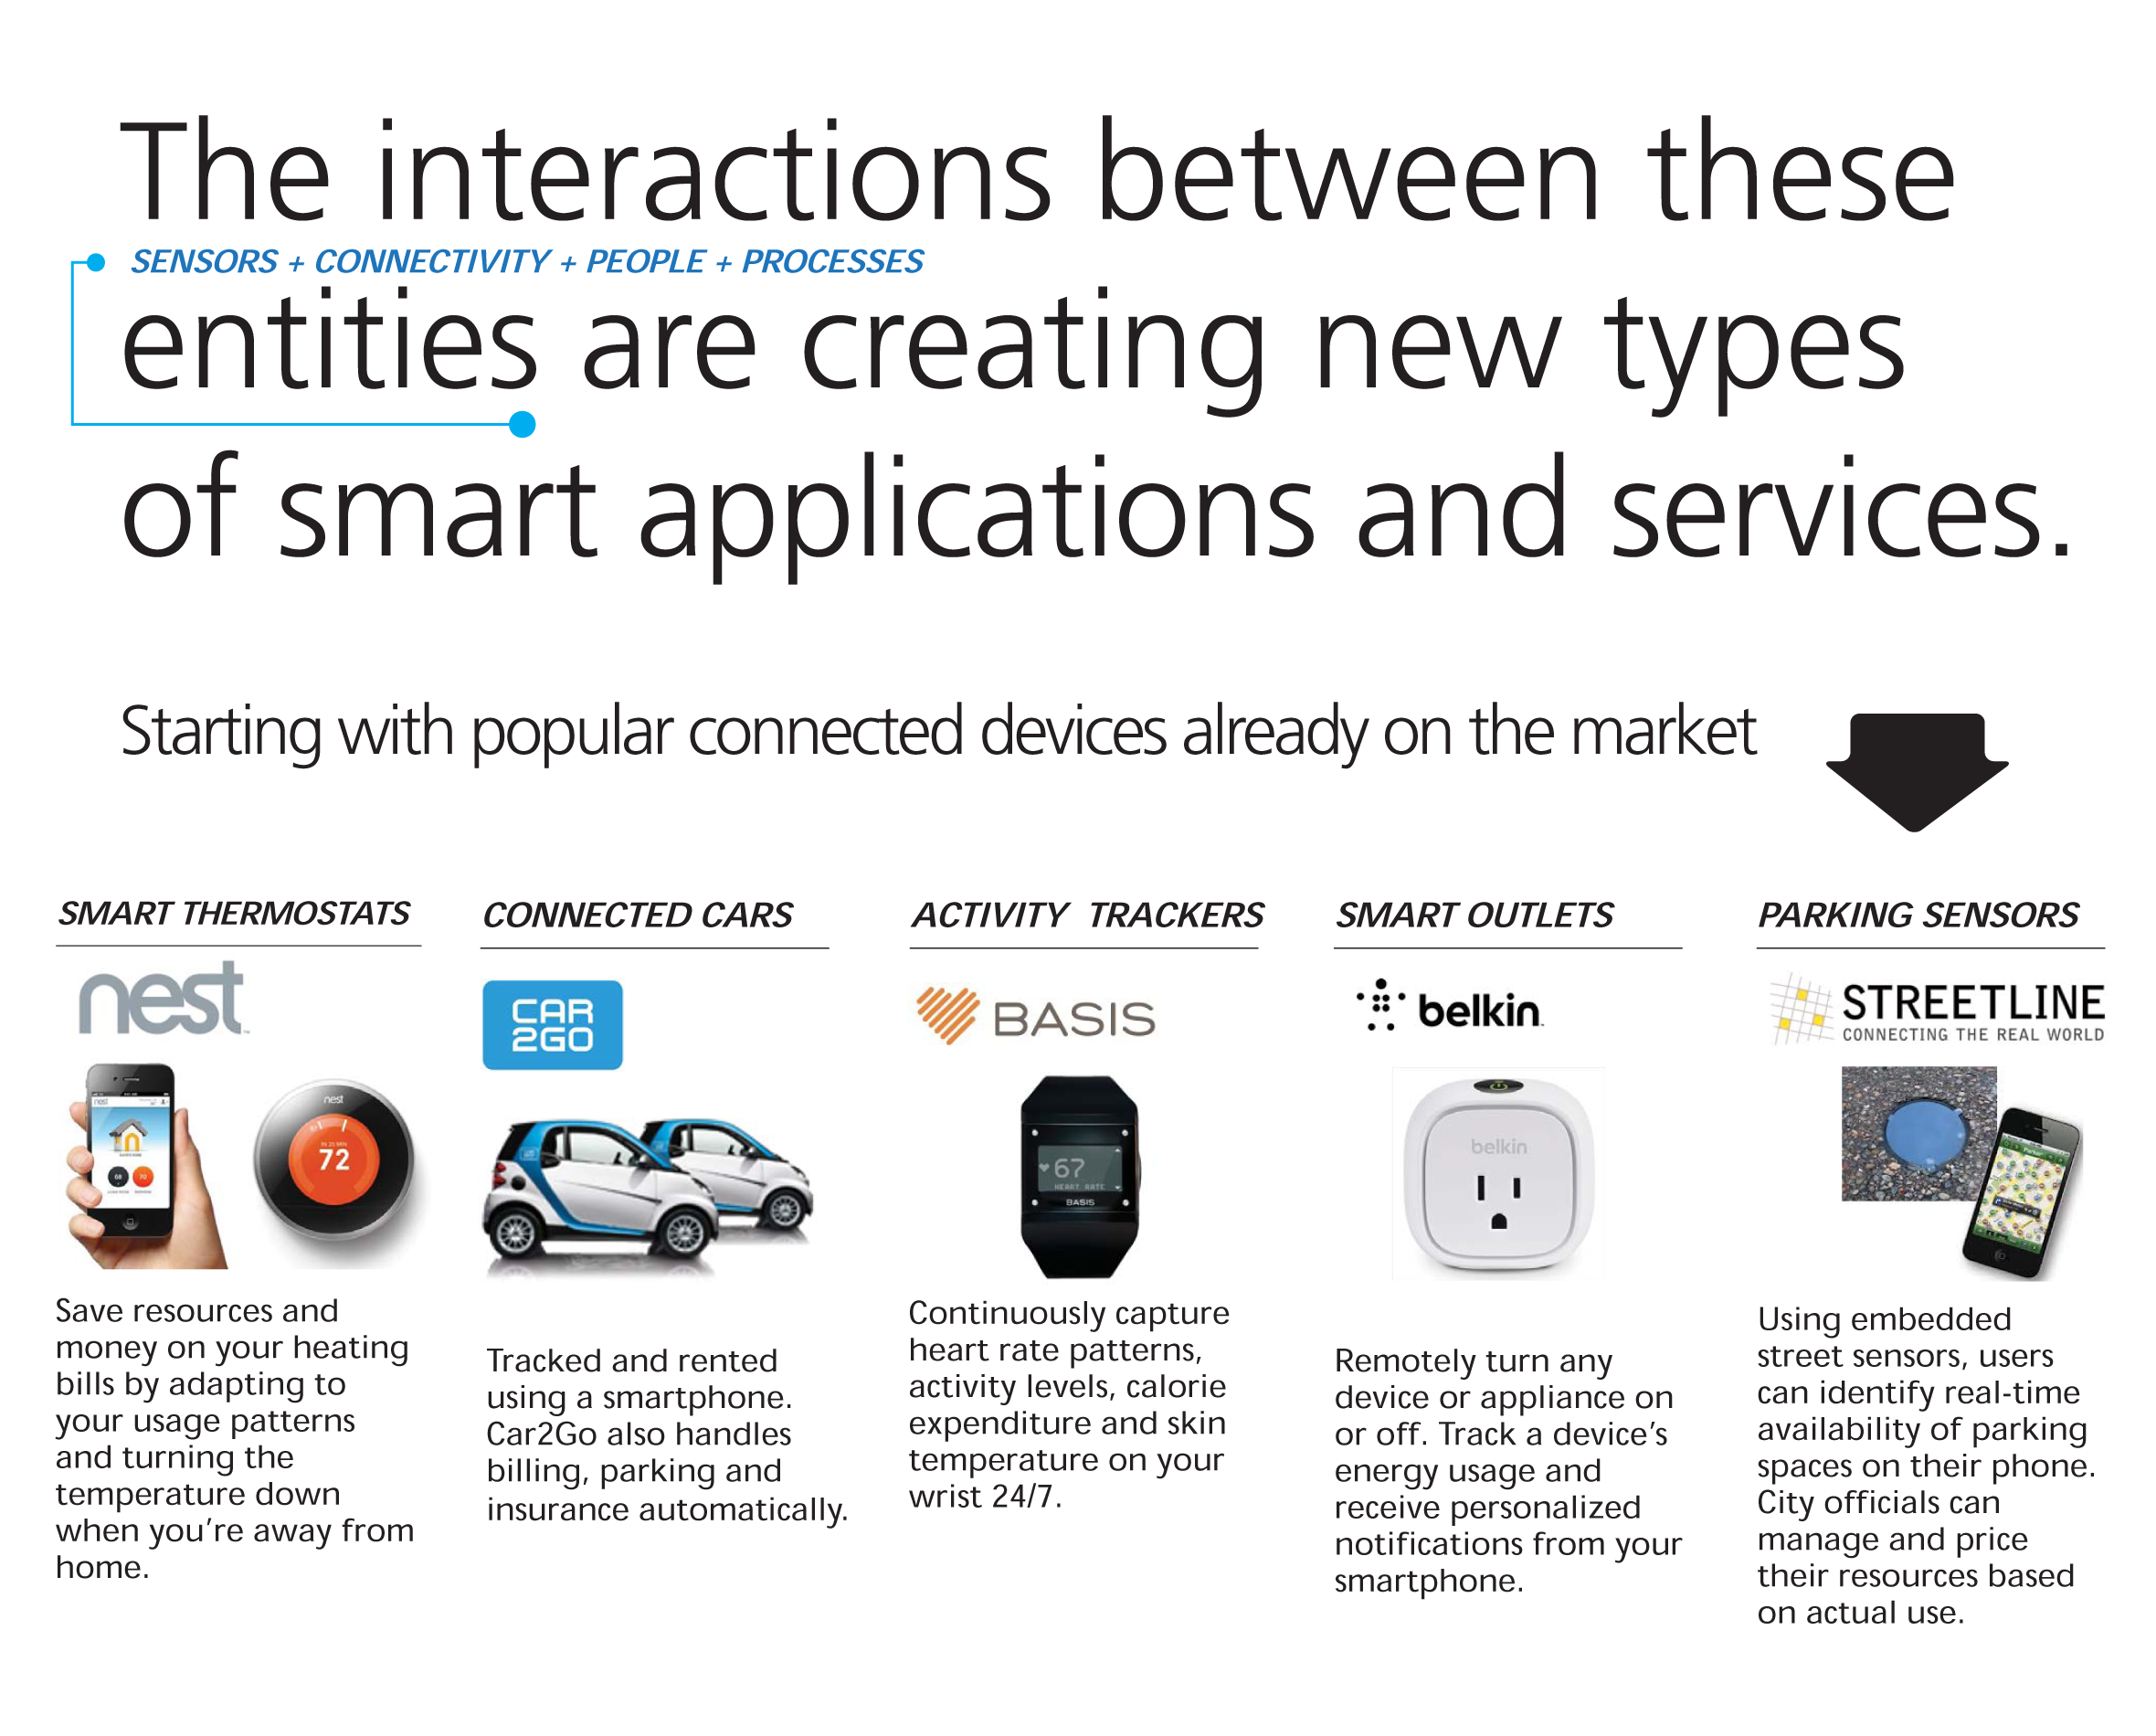 The interactions between these
SENSORS + CONNECTIVITY + PEOPLE + PROCESSES
entities are creating new types
of smart applications and services.
Starting with popular connected devices already on the market
SMART THERMOSTATS
nest
nest
72
Save resources and
money on your heating
bills by adapting to
your usage patterns
and turning the
temperature down
when you're away from
home.
CONNECTED CARS
CAR
2GO
Tracked and rented
using a smartphone.
Car2Go also handles
billing, parking and
insurance automatically.
ACTIVITY TRACKERS
BASIS
67
HEART RATE
BASIS
Continuously capture
heart rate patterns,
activity levels, calorie
expenditure and skin
temperature on your
wrist 24/7.
SMART OUTLETS
belkin
belkin
Remotely turn any
device or appliance on
or off. Track a device's
energy usage and
receive personalized
notifications from your
smartphone.
PARKING SENSORS
STREETLINE
CONNECTING THE REAL WORLD
Using embedded
street sensors, users
can identify real-time
availability of parking
spaces on their phone.
City officials can
manage and price
their resources based
on actual use.